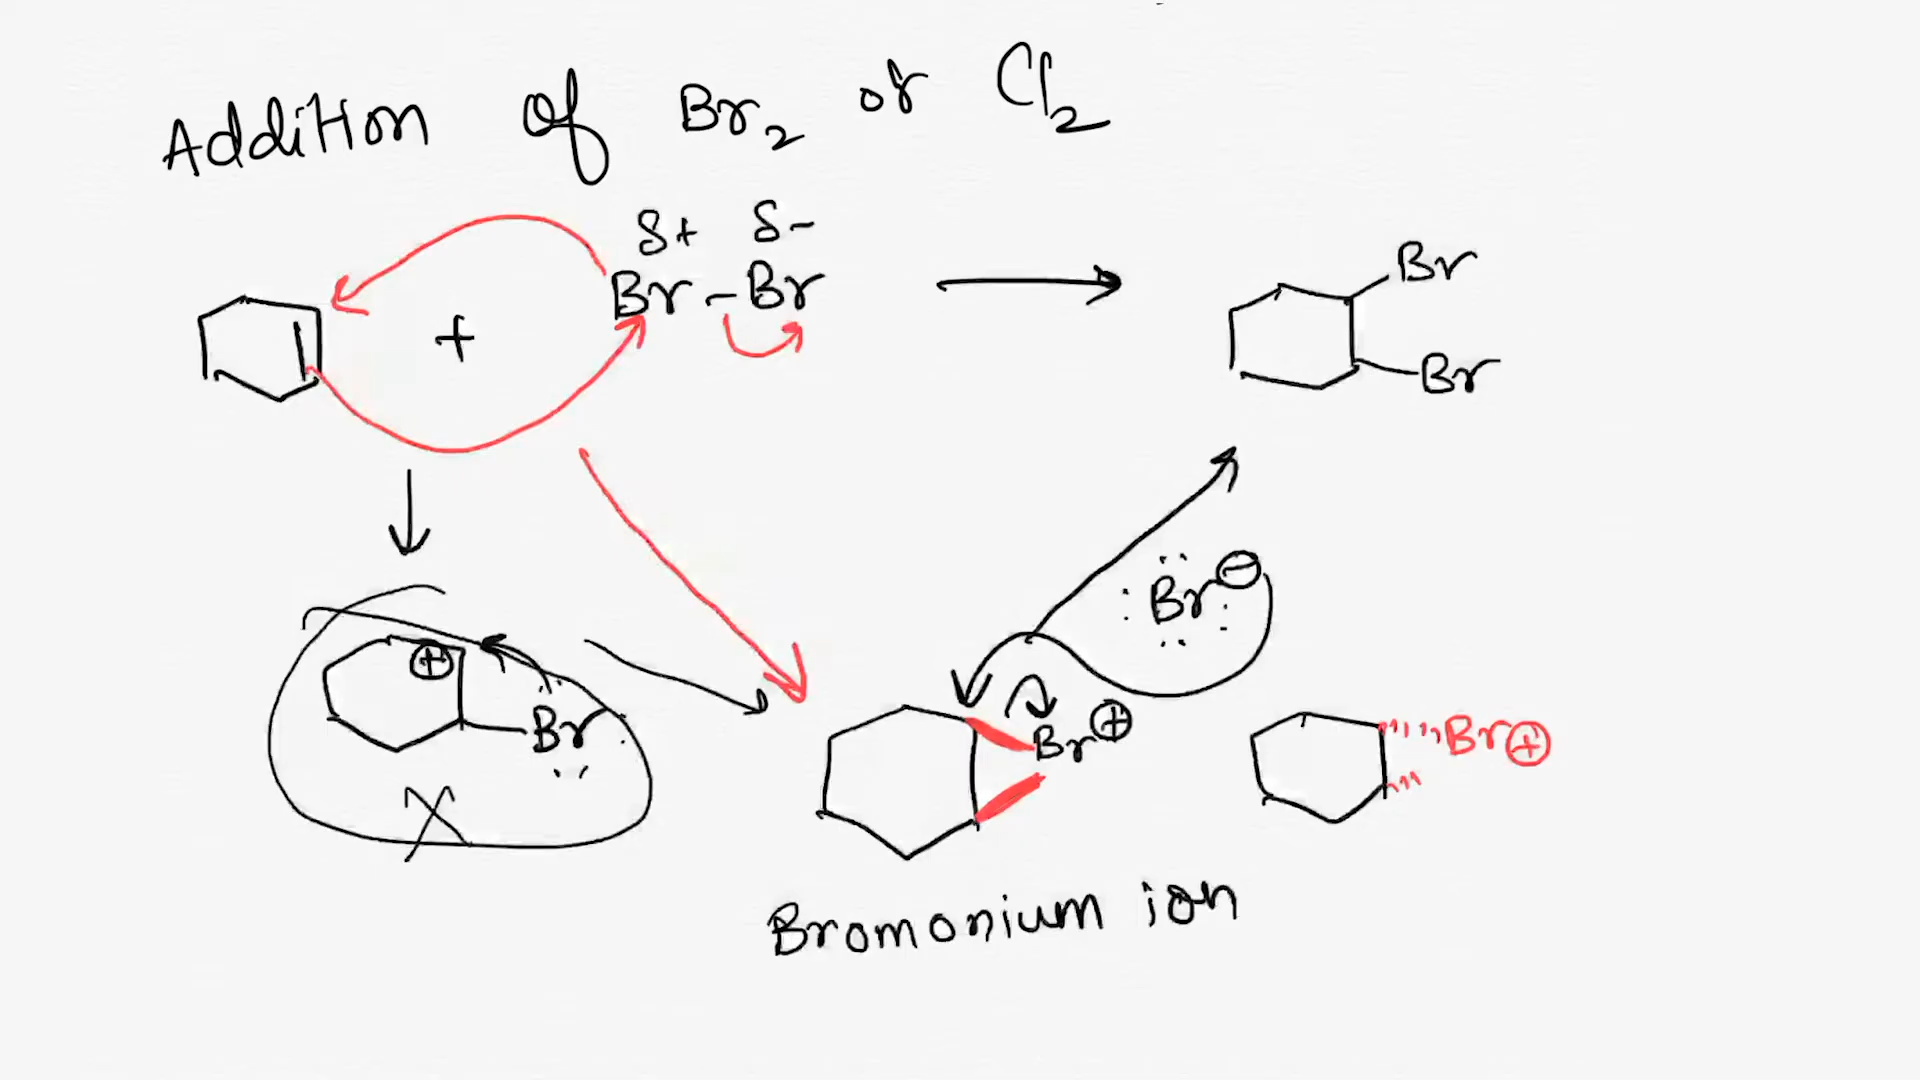 Addition of Br2 or Cl2
δ+ δ-
+ Br-Br
Br
Br
Br⊖
⊕
Br
Br⊕
Br⊕
X
Bromonium ion